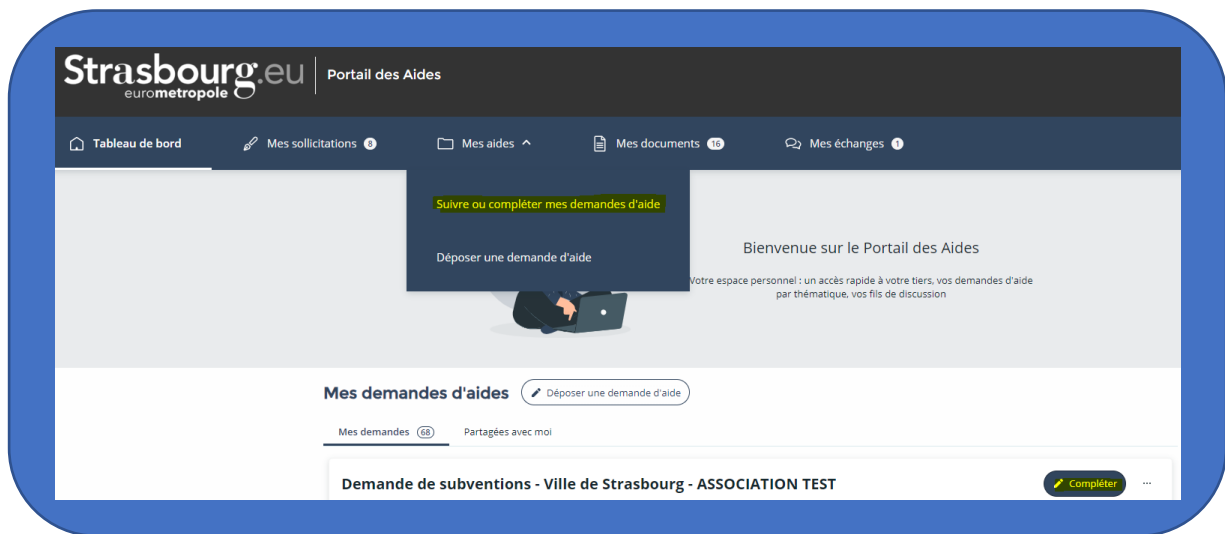 Strasbourg.eu
eurometropole
Portail des Aides
Tableau de bord
Mes sollicitations 8
Mes aides
Mes documents 16
Mes échanges 1
Suivre ou compléter mes demandes d'aide
Déposer une demande d'aide
Bienvenue sur le Portail des Aides
Votre espace personnel : un accès rapide à votre tiers, vos demandes d'aide
par thématique, vos fils de discussion
Mes demandes d'aides
Déposer une demande d'aide
Mes demandes 68
Partagées avec moi
Demande de subventions - Ville de Strasbourg - ASSOCIATION TEST
Compléter
...